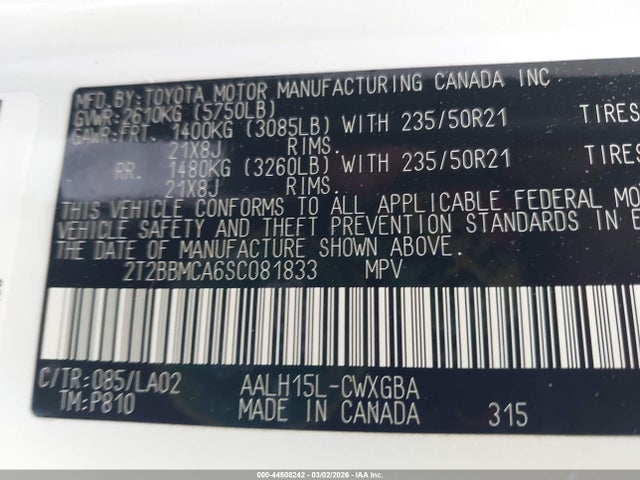 MFD.BY:TOYOTA MOTOR MANUFACTURING CANADA INC
GVWR:2610KG (5750LB)
GAWR:FRT. 1400KG (3085LB) WITH 235/50R21 TIRES
21X8J RIMS.
RR. 1480KG (3260LB) WITH 235/50R21 TIRES
21X8J RIMS.
THIS VEHICLE CONFORMS TO ALL APPLICABLE FEDERAL MO
VEHICLE SAFETY AND THEFT PREVENTION STANDARDS IN E
THE DATE OF MANUFACTURE SHOWN ABOVE.
2T2BBMCA6SC081833 MPV
C/TR:085/LA02 AALH15L-CWXGBA
TM:P810 MADE IN CANADA 315
000-44508242 - 03/02/2026 - COPART